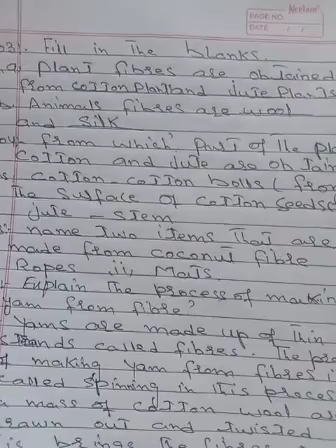 Neelam
PAGE NO.
DATE
03. Fill in The blanks.
a) Plant fibres are obtained
from cotton plant and Jute Plants
Animals fibres are wool
and Silk
from which Part of The pl
cotton and Jute are obtain
cotton - cotton bolls ( from
The surface of cotton seeds
jute - stem
name Two items That are
made from coconut fibre
Ropes ii, Mats
Explain The process of makin
yarn from fibre?
Yarns are made up of Thin
strands called fibres. The pr
of making yarn from fibres i
called spinning in This proces
a mass of cotton wool a
drawn out and Twisted
is brings The fibres